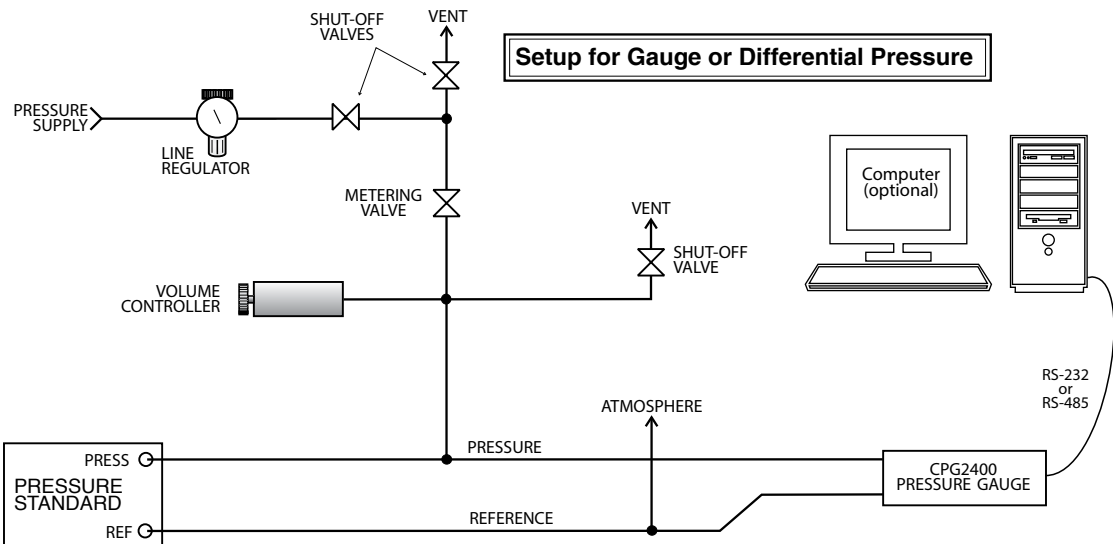 SHUT-OFF
VALVES
VENT
Setup for Gauge or Differential Pressure
PRESSURE
SUPPLY
LINE
REGULATOR
METERING
VALVE
Computer
(optional)
VENT
SHUT-OFF
VALVE
VOLUME
CONTROLLER
RS-232
or
RS-485
ATMOSPHERE
PRESS
PRESSURE
PRESSURE
STANDARD
CPG2400
PRESSURE GAUGE
REF
REFERENCE